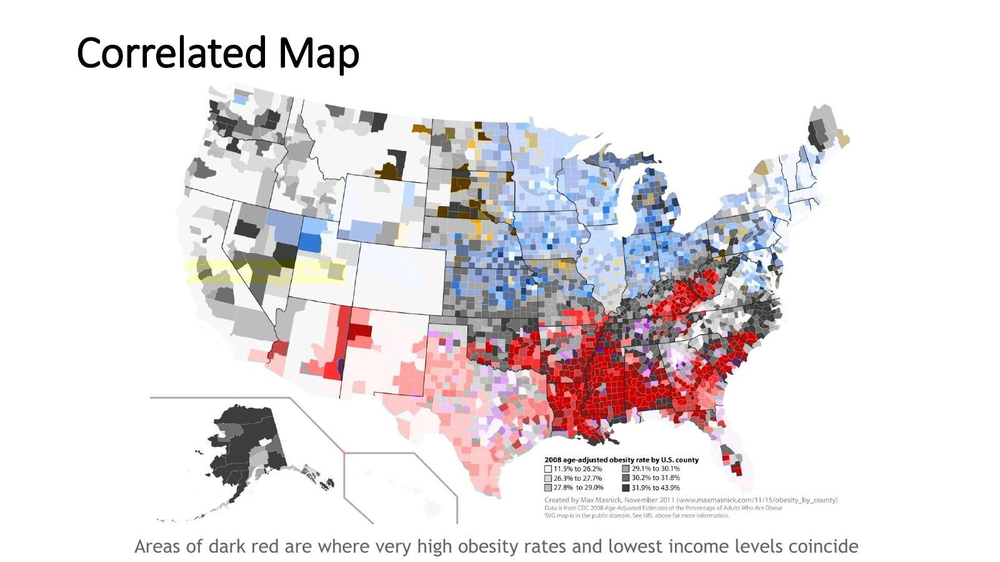 Correlated Map
2008 age-adjusted obesity rate by U.S. county
11.5% to 26.2%
26.3% to 27.7%
27.8% to 29.0%
29.1% to 30.1%
30.2% to 31.8%
31.9% to 43.9%
Created by Max Masnick, November 2011 (www.maxmasnick.com/11/15/obesity_by_county)
Data is from CDC 2008 Age-Adjusted Estimates of the Percentage of Adults Who Are Obese
SVG map is in the public domain. See URL above for more information.
Areas of dark red are where very high obesity rates and lowest income levels coincide